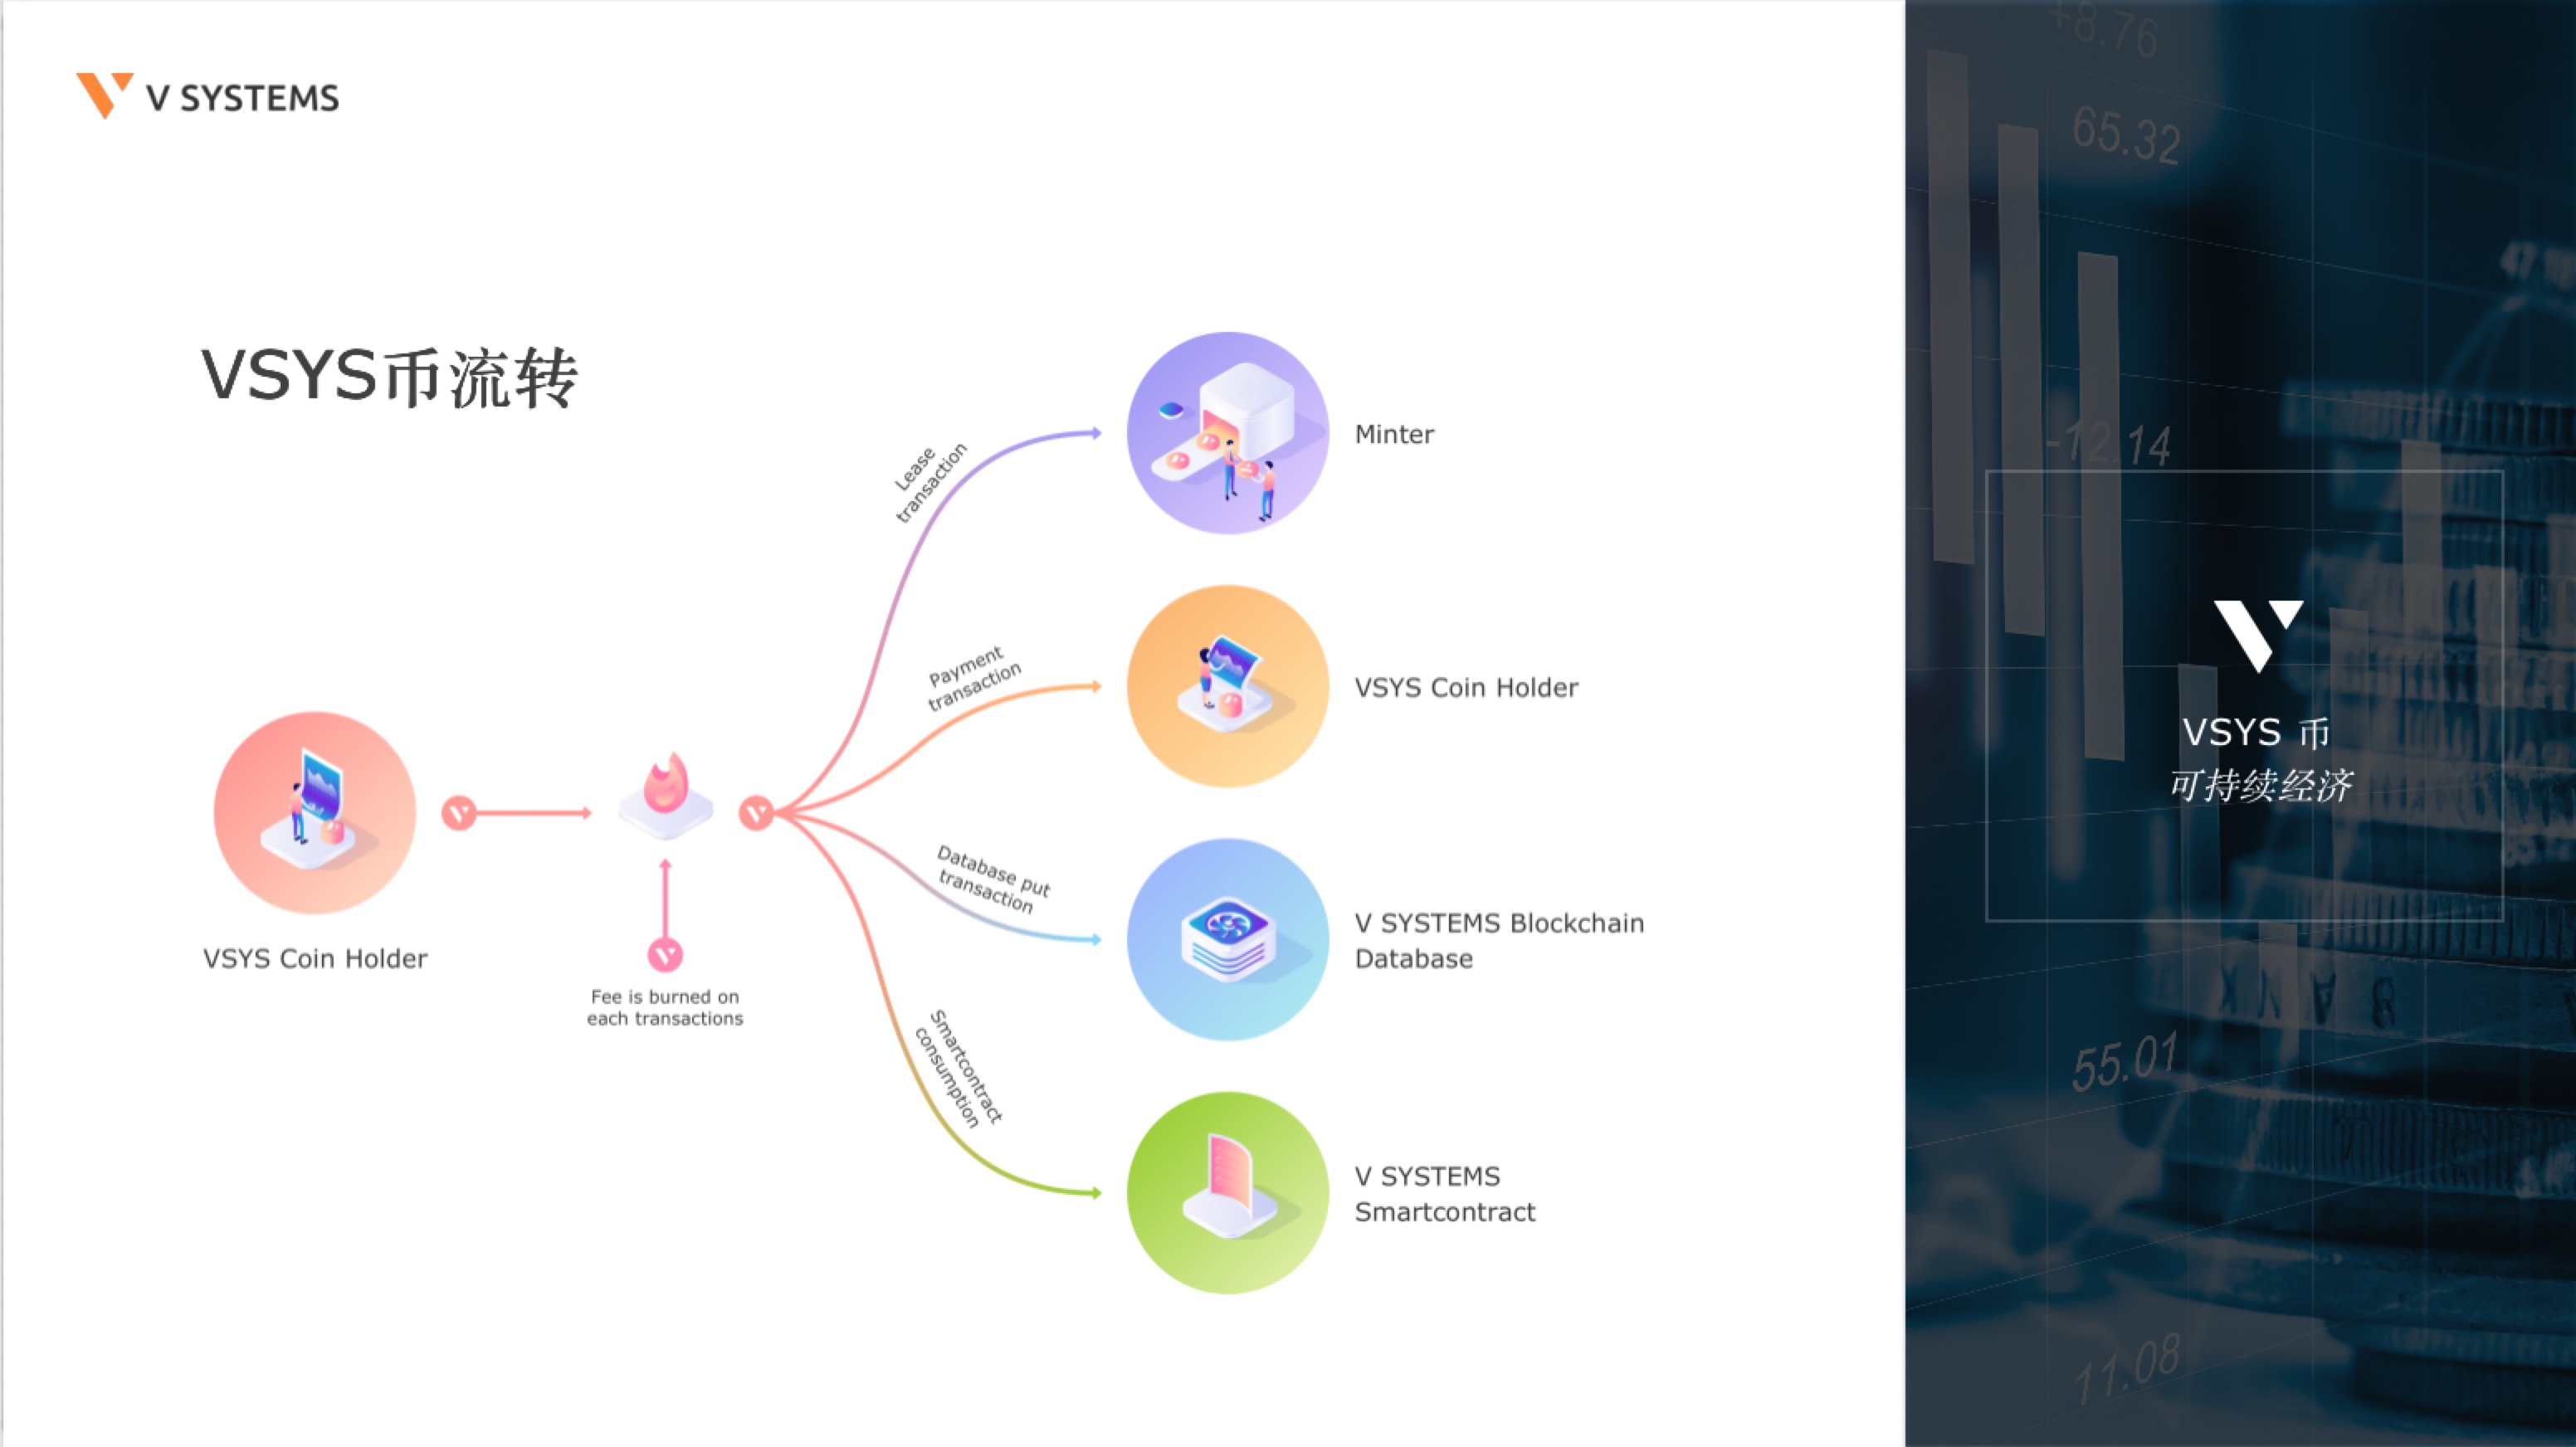 V SYSTEMS
VSYS币流转
Lease
transaction
Minter
Payment
transaction
VSYS Coin Holder
VSYS Coin Holder
Fee is burned on
each transactions
Database put
transaction
V SYSTEMS Blockchain
Database
Smartcontract
consumption
V SYSTEMS
Smartcontract
+8.76
65.32
-12.14
VSYS 币
可持续经济
55.01
11.08